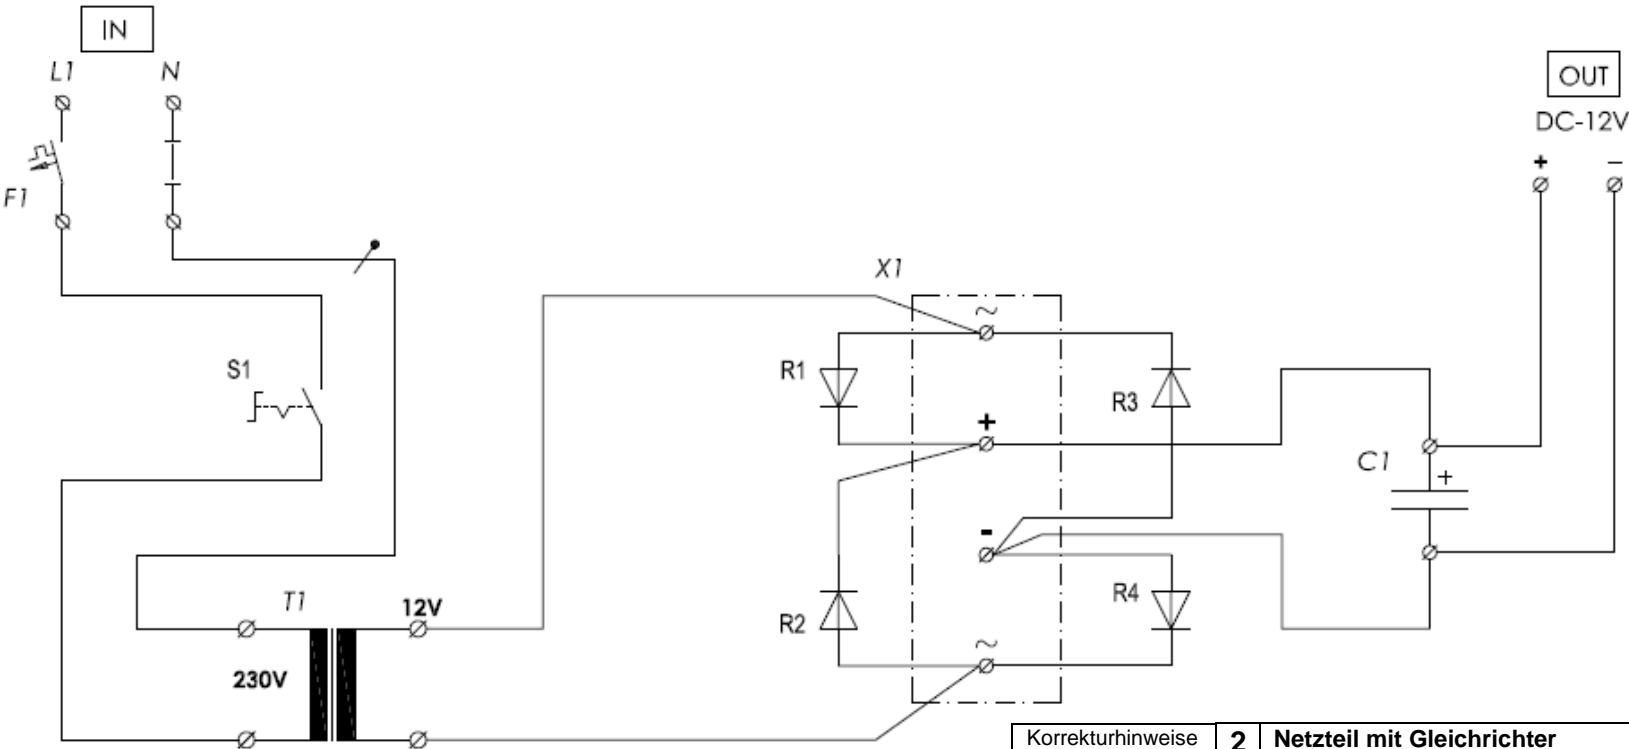 IN
L1 N
OUT
DC-12V
+ –
F1
X1
~
S1
R1
R3
+
C1
+
-
T1
12V
R4
R2
~
230V
Korrekturhinweise 2 Netzteil mit Gleichrichter